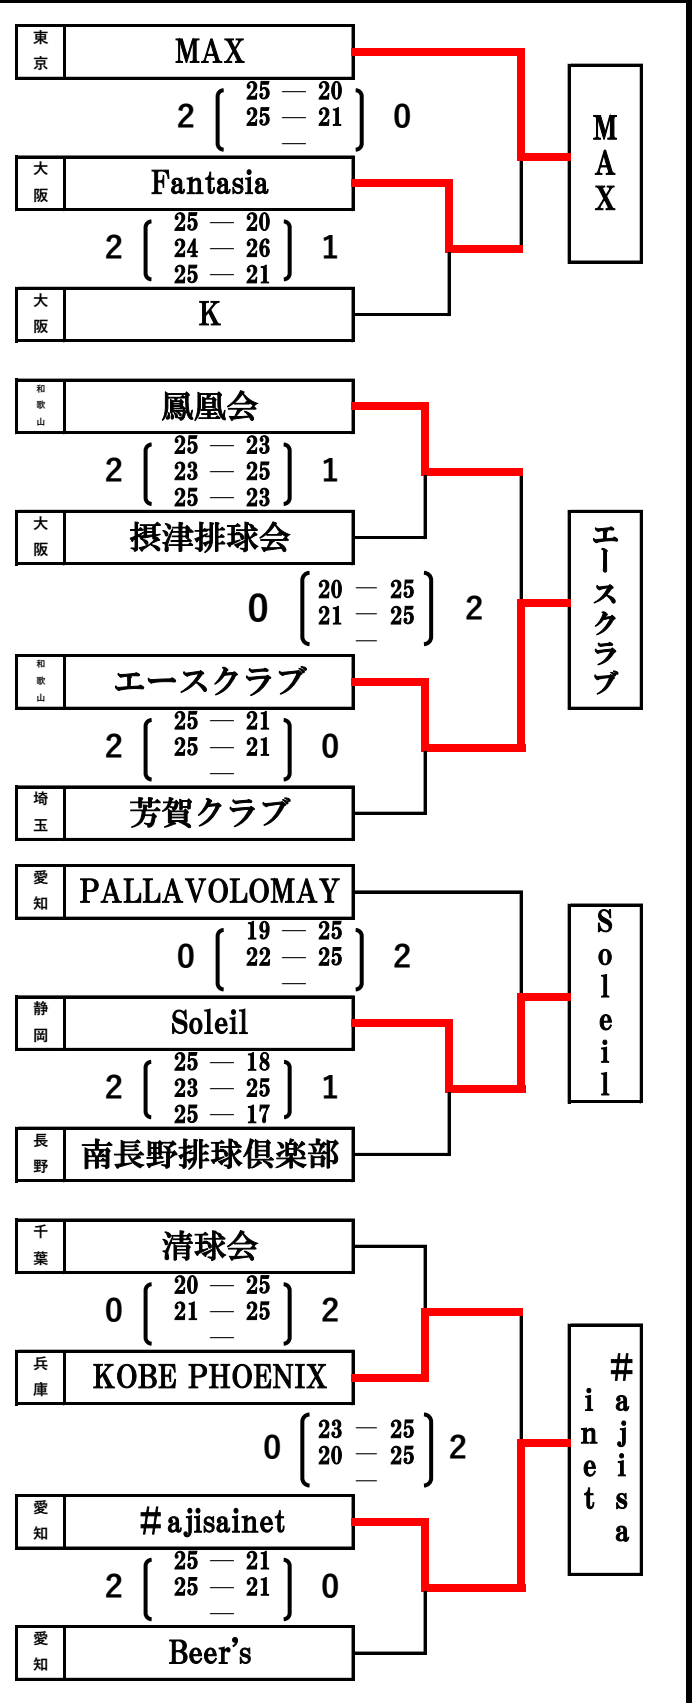 東京 MAX
25 — 20
2 25 — 21 0
—
MAX
大阪 Fantasia
25 — 20
2 24 — 26 1
25 — 21
大阪 K
和歌山 鳳凰会
25 — 23
2 23 — 25 1
25 — 23
大阪 摂津排球会
20 — 25
0 21 — 25 2
—
エースクラブ
和歌山 エースクラブ
25 — 21
2 25 — 21 0
—
埼玉 芳賀クラブ
愛知 PALLAVOLOMAY
19 — 25
0 22 — 25 2
—
Soleil
静岡 Soleil
25 — 18
2 23 — 25 1
25 — 17
長野 南長野排球倶楽部
千葉 清球会
20 — 25
0 21 — 25 2
—
兵庫 KOBE PHOENIX
23 — 25
0 20 — 25 2
—
#ajisa
inet
愛知 #ajisainet
25 — 21
2 25 — 21 0
—
愛知 Beer's